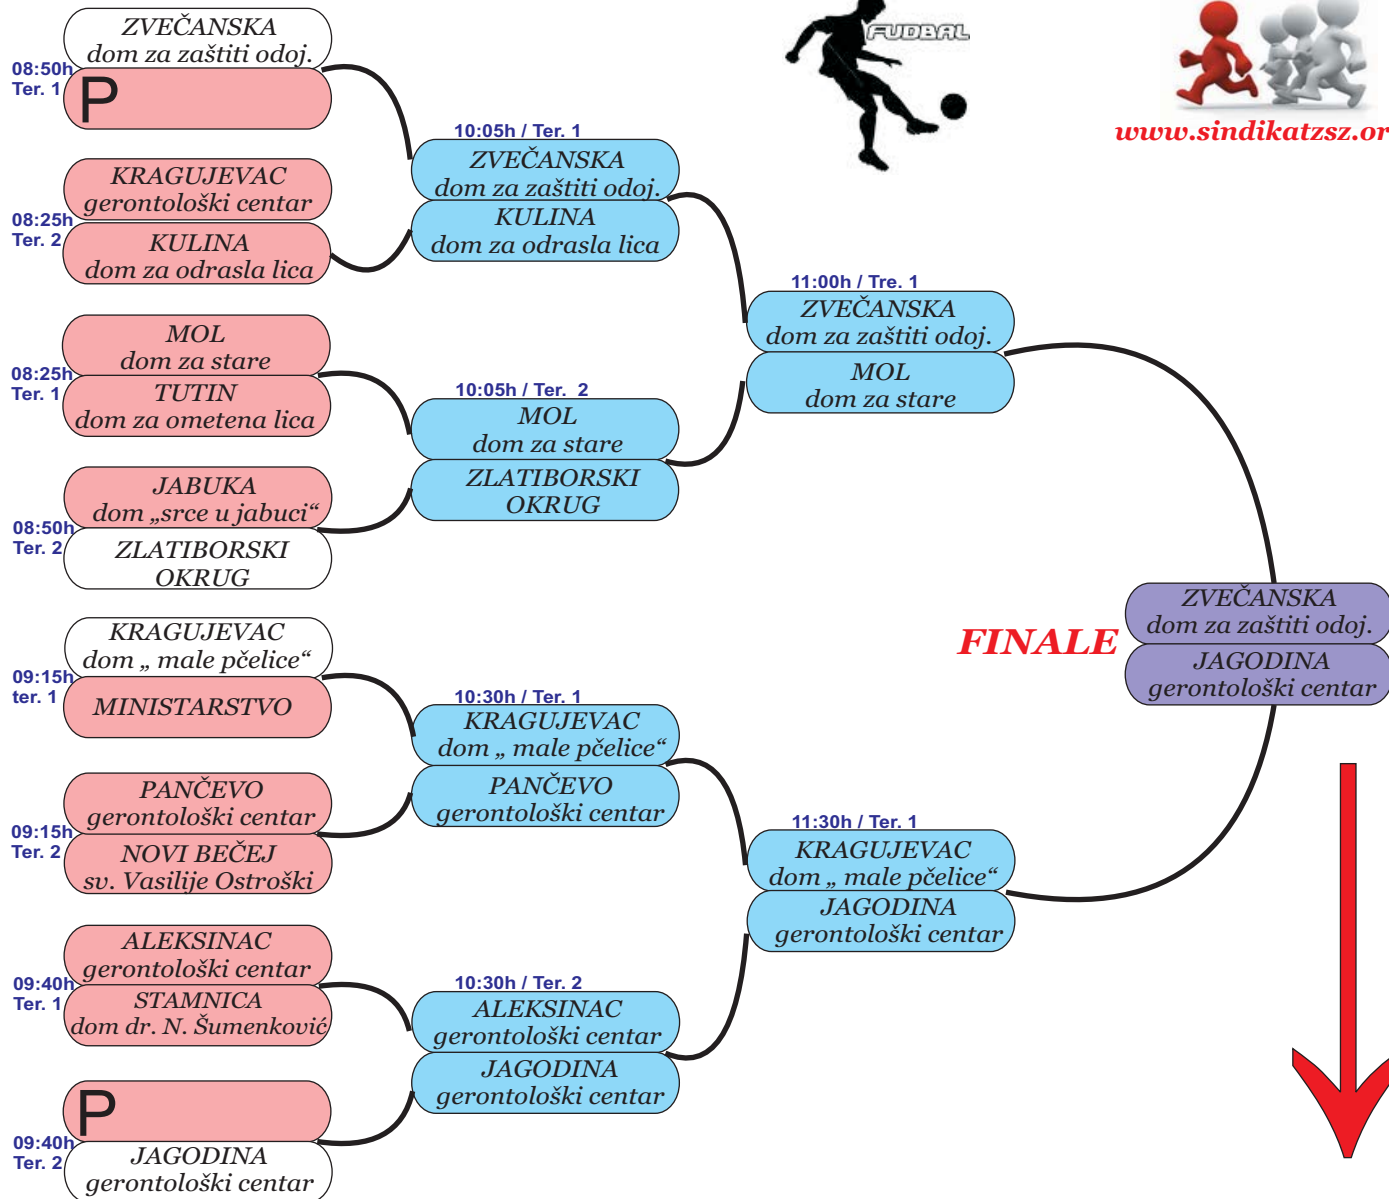 FUDBAL
www.sindikatzsz.or
ZVEČANSKA
dom za zaštiti odoj.
08:50h
Ter. 1
P
KRAGUJEVAC
gerontološki centar
08:25h
Ter. 2
KULINA
dom za odrasla lica
MOL
dom za stare
08:25h
Ter. 1
TUTIN
dom za ometena lica
JABUKA
dom „srce u jabuci“
08:50h
Ter. 2
ZLATIBORSKI
OKRUG
KRAGUJEVAC
dom „ male pčelice“
09:15h
ter. 1
MINISTARSTVO
PANČEVO
gerontološki centar
09:15h
Ter. 2
NOVI BEČEJ
sv. Vasilije Ostroški
ALEKSINAC
gerontološki centar
09:40h
Ter. 1
STAMNICA
dom dr. N. Šumenković
P
09:40h
Ter. 2
JAGODINA
gerontološki centar
10:05h / Ter. 1
ZVEČANSKA
dom za zaštiti odoj.
KULINA
dom za odrasla lica
10:05h / Ter. 2
MOL
dom za stare
ZLATIBORSKI
OKRUG
10:30h / Ter. 1
KRAGUJEVAC
dom „ male pčelice“
PANČEVO
gerontološki centar
10:30h / Ter. 2
ALEKSINAC
gerontološki centar
JAGODINA
gerontološki centar
11:00h / Tre. 1
ZVEČANSKA
dom za zaštiti odoj.
MOL
dom za stare
11:30h / Ter. 1
KRAGUJEVAC
dom „ male pčelice“
JAGODINA
gerontološki centar
FINALE
ZVEČANSKA
dom za zaštiti odoj.
JAGODINA
gerontološki centar